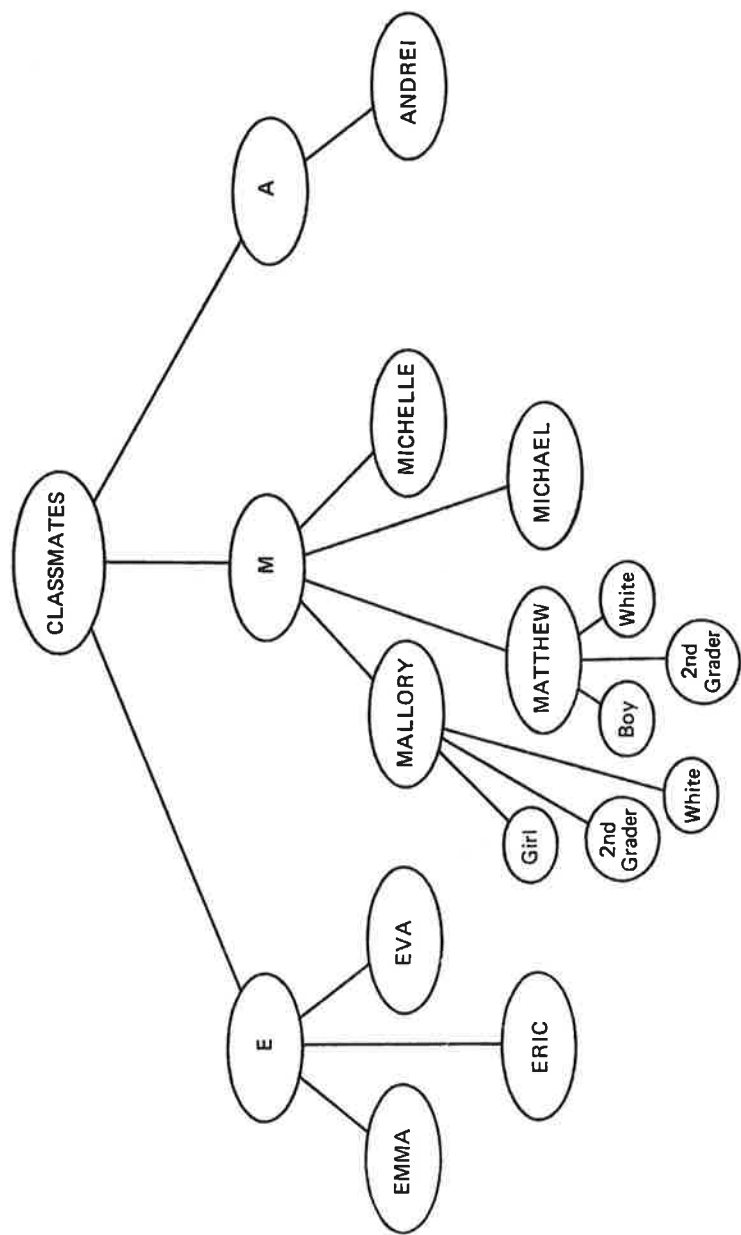 CLASSMATES
E
M
A
EMMA
ERIC
EVA
MALLORY
MATTHEW
MICHAEL
MICHELLE
ANDREI
Girl
2nd
Grader
White
Boy
2nd
Grader
White